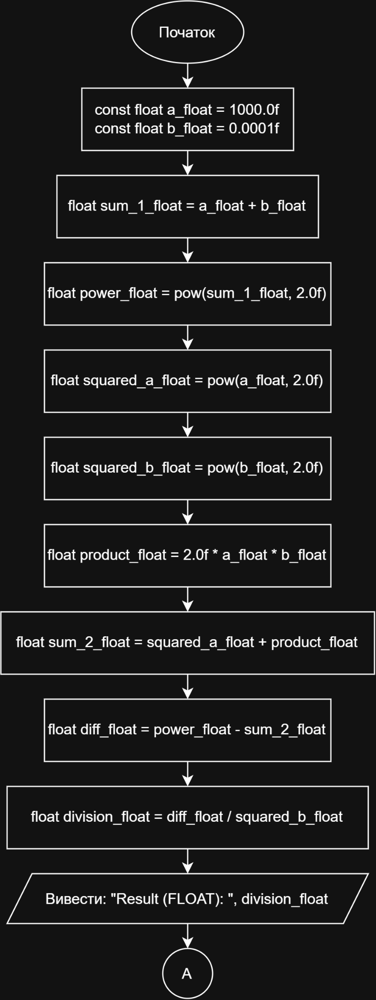 Початок
const float a_float = 1000.0f
const float b_float = 0.0001f
float sum_1_float = a_float + b_float
float power_float = pow(sum_1_float, 2.0f)
float squared_a_float = pow(a_float, 2.0f)
float squared_b_float = pow(b_float, 2.0f)
float product_float = 2.0f * a_float * b_float
float sum_2_float = squared_a_float + product_float
float diff_float = power_float - sum_2_float
float division_float = diff_float / squared_b_float
Вивести: "Result (FLOAT): ", division_float
A